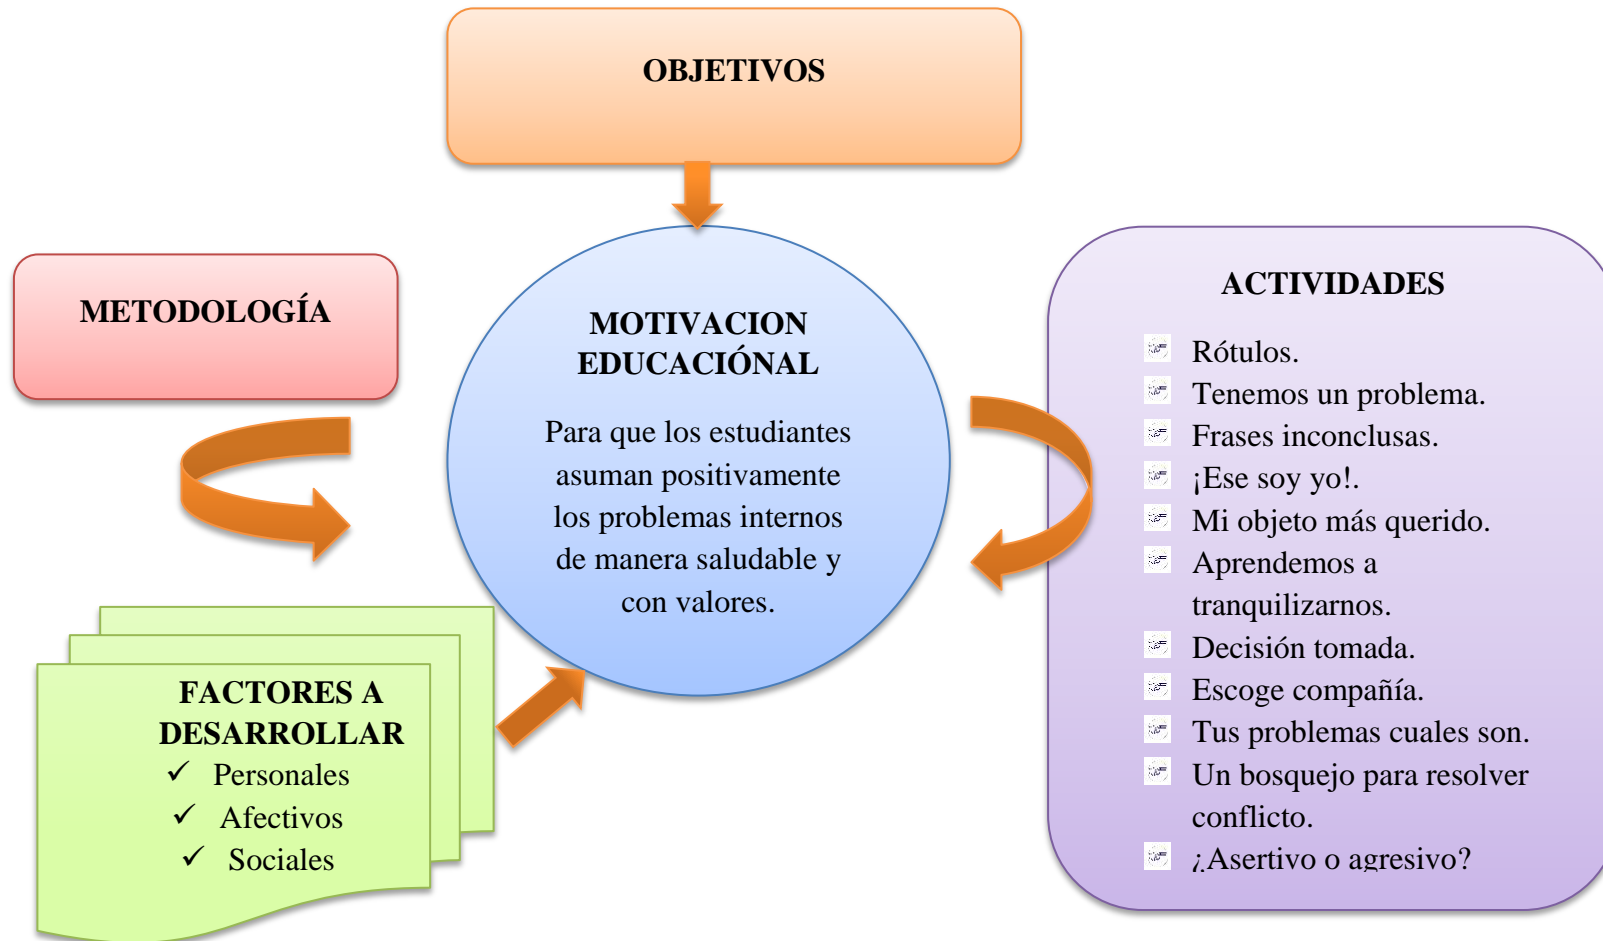 OBJETIVOS
METODOLOGÍA
MOTIVACION
EDUCACIÓNAL
Para que los estudiantes
asuman positivamente
los problemas internos
de manera saludable y
con valores.
FACTORES A
DESARROLLAR
✓ Personales
✓ Afectivos
✓ Sociales
ACTIVIDADES
Rótulos.
Tenemos un problema.
Frases inconclusas.
¡Ese soy yo!.
Mi objeto más querido.
Aprendemos a
tranquilizarnos.
Decisión tomada.
Escoge compañía.
Tus problemas cuales son.
Un bosquejo para resolver
conflicto.
¿Asertivo o agresivo?